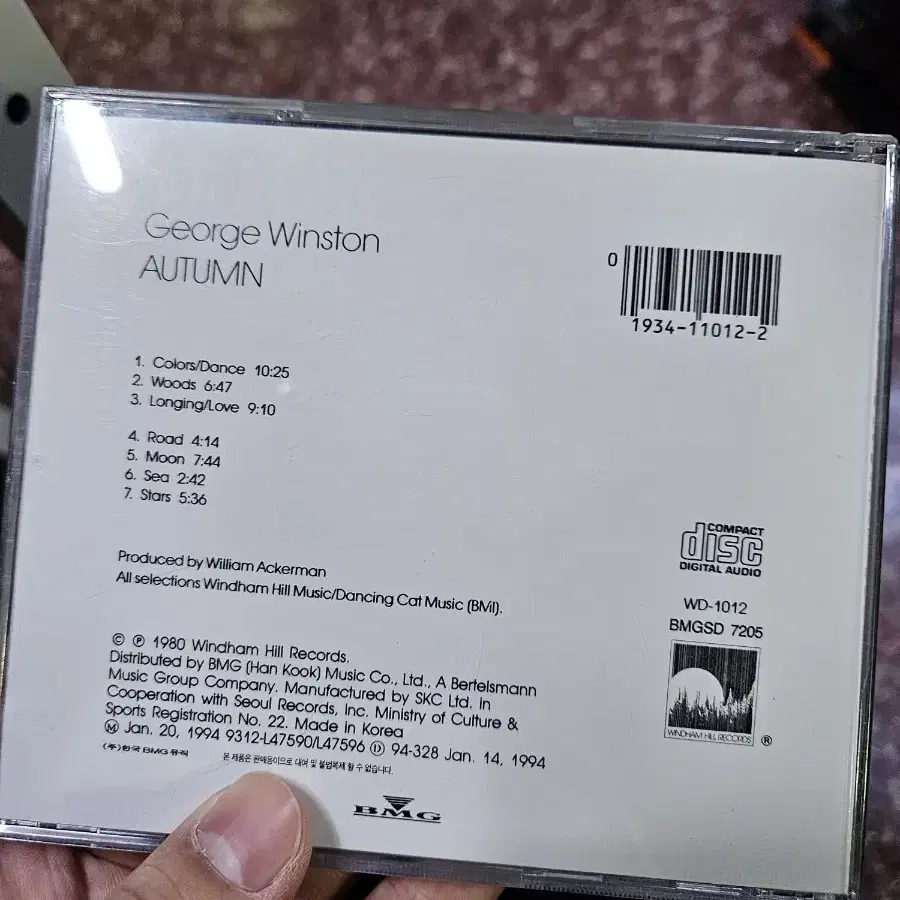 George Winston
AUTUMN
0
1934-11012-2
1. Colors/Dance 10:25
2. Woods 6:47
3. Longing/Love 9:10
4. Road 4:14
5. Moon 7:44
6. Sea 2:42
7. Stars 5:36
COMPACT
disc
DIGITAL AUDIO
Produced by William Ackerman
All selections Windham Hill Music/Dancing Cat Music (BMI).
WD-1012
BMGSD 7205
WINDHAM HILL RECORDS ®
© ℗ 1980 Windham Hill Records.
Distributed by BMG (Han Kook) Music Co., Ltd., A Bertelsmann
Music Group Company. Manufactured by SKC Ltd. in
Cooperation with Seoul Records, Inc. Ministry of Culture &
Sports Registration No. 22. Made in Korea
Ⓜ Jan. 20, 1994 9312-L47590/L47596 Ⓓ 94-328 Jan. 14, 1994
(주)한국 BMG 뮤직 본 제품은 판매용이므로 대여 및 불법복제 할 수 없습니다.
BMG